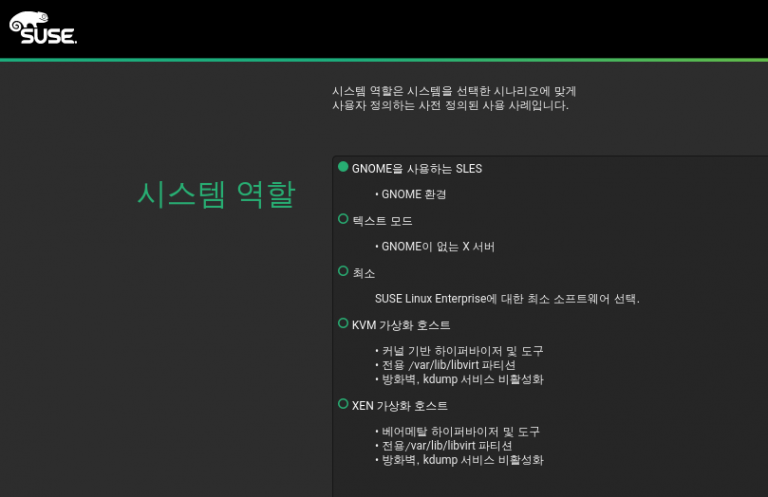 SUSE.
시스템 역할은 시스템을 선택한 시나리오에 맞게
사용자 정의하는 사전 정의된 사용 사례입니다.
시스템 역할
GNOME을 사용하는 SLES
• GNOME 환경
텍스트 모드
• GNOME이 없는 X 서버
최소
SUSE Linux Enterprise에 대한 최소 소프트웨어 선택.
KVM 가상화 호스트
• 커널 기반 하이퍼바이저 및 도구
• 전용 /var/lib/libvirt 파티션
• 방화벽, kdump 서비스 비활성화
XEN 가상화 호스트
• 베어메탈 하이퍼바이저 및 도구
• 전용/var/lib/libvirt 파티션
• 방화벽, kdump 서비스 비활성화